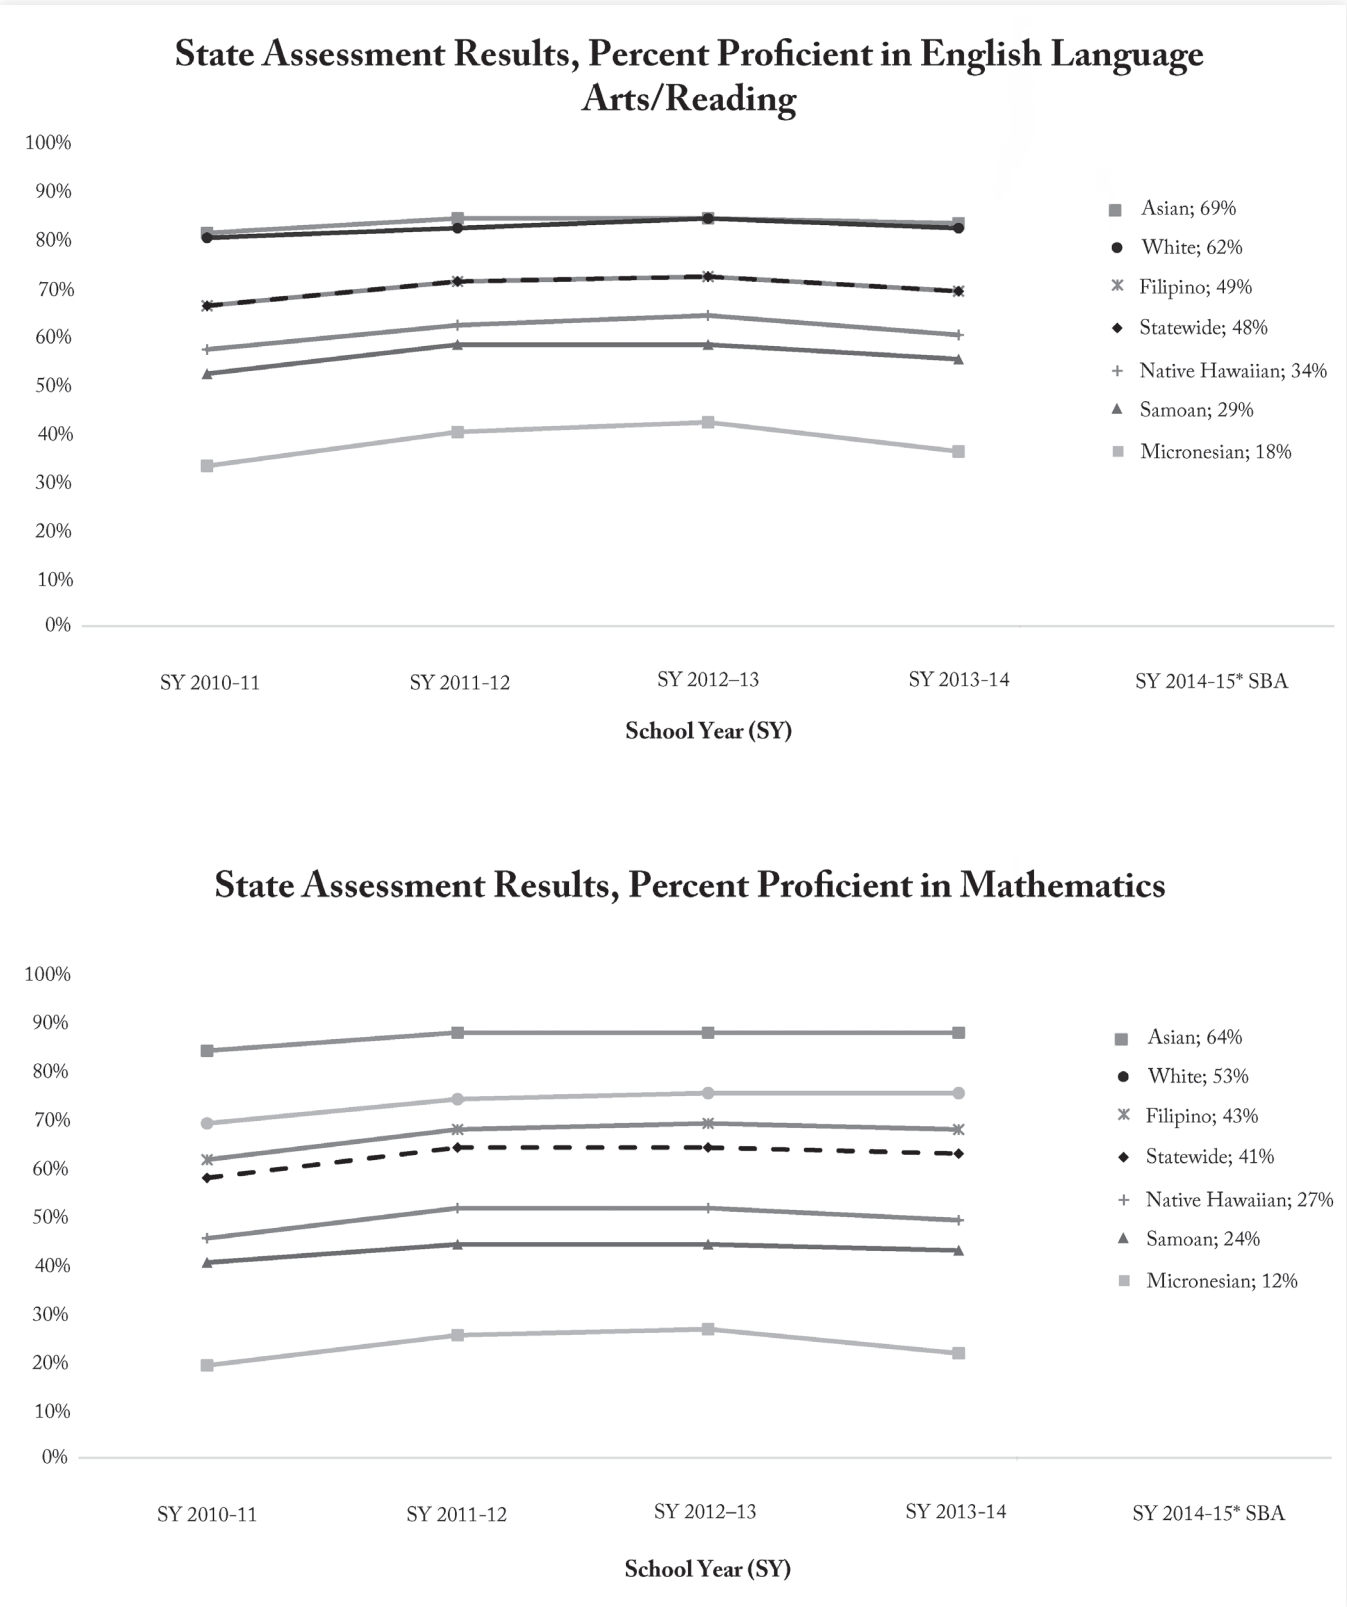 State Assessment Results, Percent Proficient in English Language
Arts/Reading
100%
90%
80%
70%
60%
50%
40%
30%
20%
10%
0%
Asian; 69%
White; 62%
Filipino; 49%
Statewide; 48%
Native Hawaiian; 34%
Samoan; 29%
Micronesian; 18%
SY 2010-11 SY 2011-12 SY 2012–13 SY 2013-14 SY 2014-15* SBA
School Year (SY)
State Assessment Results, Percent Proficient in Mathematics
100%
90%
80%
70%
60%
50%
40%
30%
20%
10%
0%
Asian; 64%
White; 53%
Filipino; 43%
Statewide; 41%
Native Hawaiian; 27%
Samoan; 24%
Micronesian; 12%
SY 2010-11 SY 2011-12 SY 2012–13 SY 2013-14 SY 2014-15* SBA
School Year (SY)